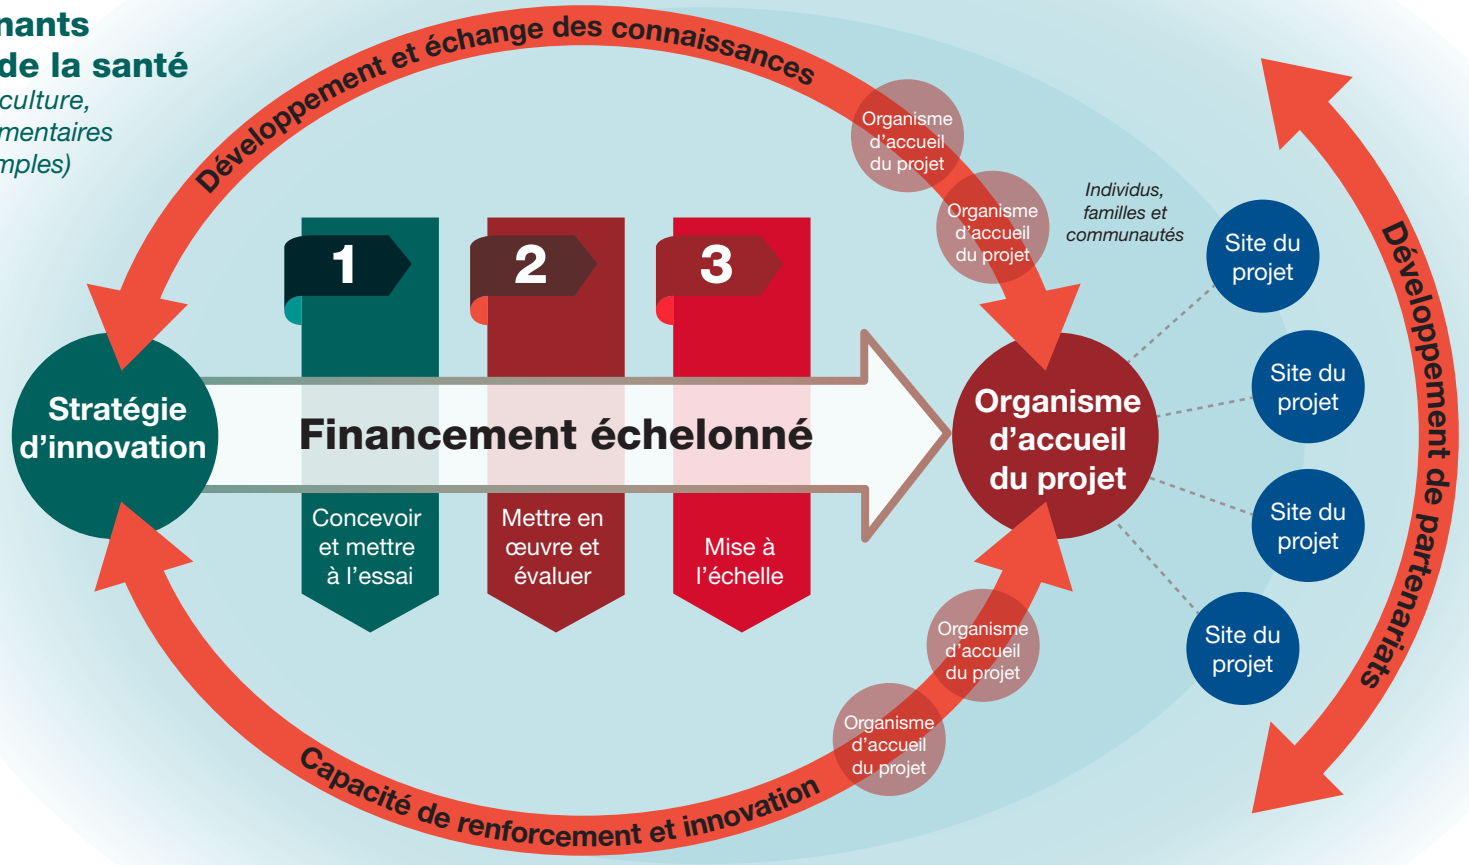 de la santé
culture,
Développement et échange des connaissances
Organisme
d'accueil
du projet
Organisme
d'accueil
du projet
Individus,
familles et
communautés
Site du
projet
Site du
projet
Site du
projet
Site du
projet
Développement de partenariats
1
2
3
Stratégie
d'innovation
Financement échelonné
Organisme
d'accueil
du projet
Concevoir
et mettre
à l'essai
Mettre en
œuvre et
évaluer
Mise à
l'échelle
Organisme
d'accueil
du projet
Organisme
d'accueil
du projet
Capacité de renforcement et innovation